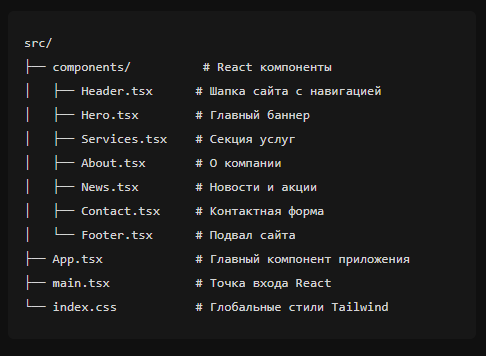 src/
├── components/          # React компоненты
│   ├── Header.tsx      # Шапка сайта с навигацией
│   ├── Hero.tsx        # Главный баннер
│   ├── Services.tsx    # Секция услуг
│   ├── About.tsx       # О компании
│   ├── News.tsx        # Новости и акции
│   ├── Contact.tsx     # Контактная форма
│   └── Footer.tsx      # Подвал сайта
├── App.tsx             # Главный компонент приложения
├── main.tsx            # Точка входа React
└── index.css           # Глобальные стили Tailwind